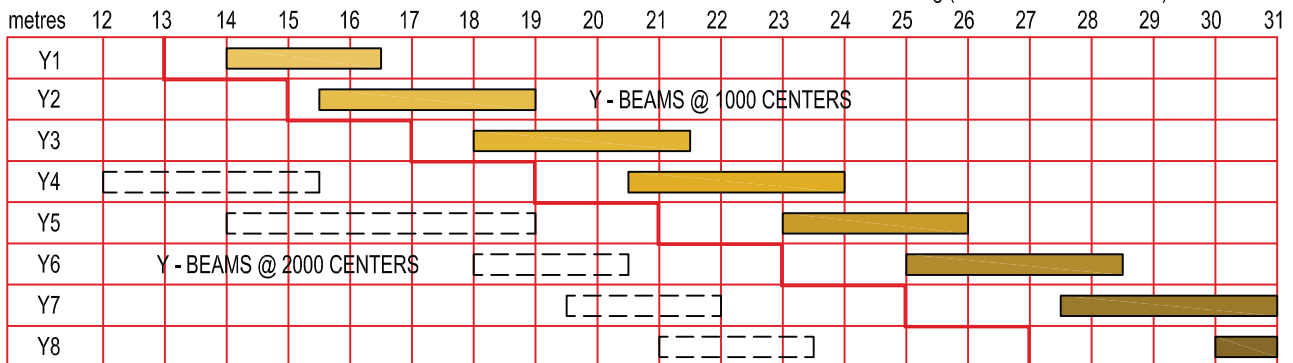 metres 12 13 14 15 16 17 18 19 20 21 22 23 24 25 26 27 28 29 30 31
Y1
Y2 Y - BEAMS @ 1000 CENTERS
Y3
Y4
Y5
Y6 Y - BEAMS @ 2000 CENTERS
Y7
Y8